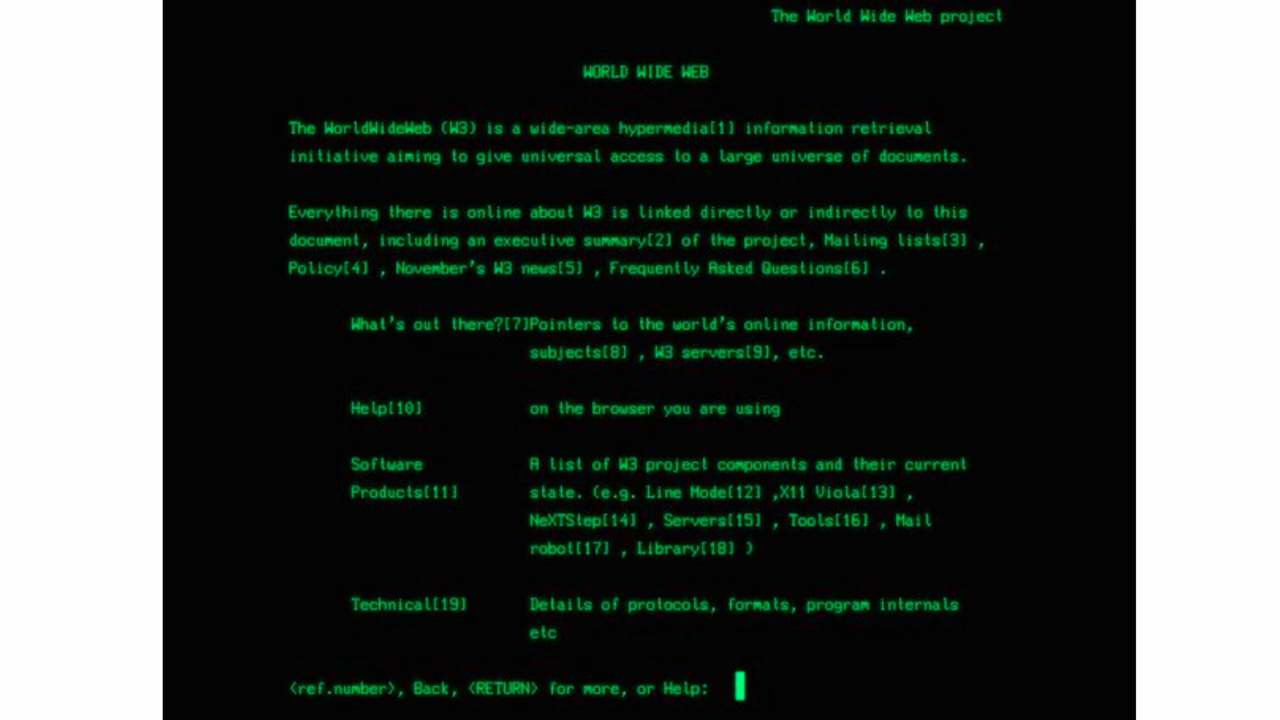 The World Wide Web project
WORLD WIDE WEB
The WorldWideWeb (W3) is a wide-area hypermedia[1] information retrieval
initiative aiming to give universal access to a large universe of documents.
Everything there is online about W3 is linked directly or indirectly to this
document, including an executive summary[2] of the project, Mailing lists[3] ,
Policy[4] , November's W3 news[5] , Frequently Asked Questions[6] .
What's out there?[7]Pointers to the world's online information,
subjects[8] , W3 servers[9], etc.
Help[10] on the browser you are using
Software A list of W3 project components and their current
Products[11] state. (e.g. Line Mode[12] ,X11 Viola[13] ,
NeXTStep[14] , Servers[15] , Tools[16] , Mail
robot[17] , Library[18] )
Technical[19] Details of protocols, formats, program internals
etc
<ref.number>, Back, <RETURN> for more, or Help: